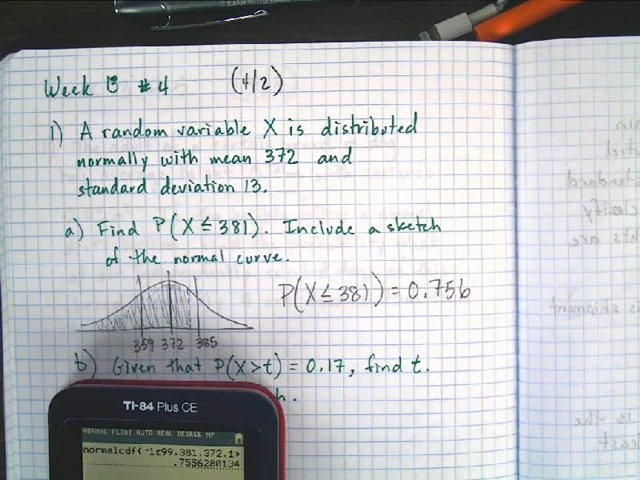 Week 13 #4 (4/2)
1) A random variable X is distributed
normally with mean 372 and
standard deviation 13.
a) Find P(X ≤ 381). Include a sketch
of the normal curve.
P(X ≤ 381) = 0.756
359 372 385
b) Given that P(X>t) = 0.17, find t.
h.
TI-84 Plus CE
NORMAL FLOAT AUTO REAL DEGREE MP
normalcdf(-1ε99,381,372,1
.7556280134